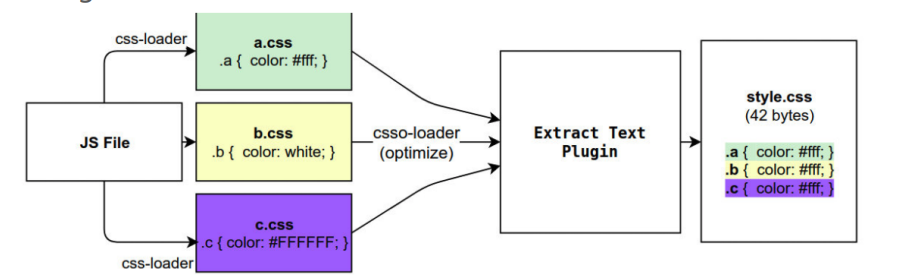 css-loader
a.css
.a { color: #fff; }
JS File
b.css
.b { color: white; }
csso-loader
(optimize)
Extract Text
Plugin
style.css
(42 bytes)
.a { color: #fff; }
.b { color: #fff; }
.c { color: #fff; }
c.css
.c { color: #FFFFFF; }
css-loader